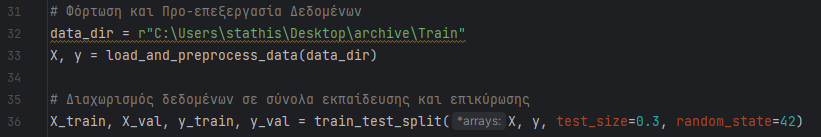 31 # Φόρτωση και Προ-επεξεργασία Δεδομένων
32 data_dir = r"C:\Users\stathis\Desktop\archive\Train"
33 X, y = load_and_preprocess_data(data_dir)
34
35 # Διαχωρισμός δεδομένων σε σύνολα εκπαίδευσης και επικύρωσης
36 X_train, X_val, y_train, y_val = train_test_split( *arrays: X, y, test_size=0.3, random_state=42)